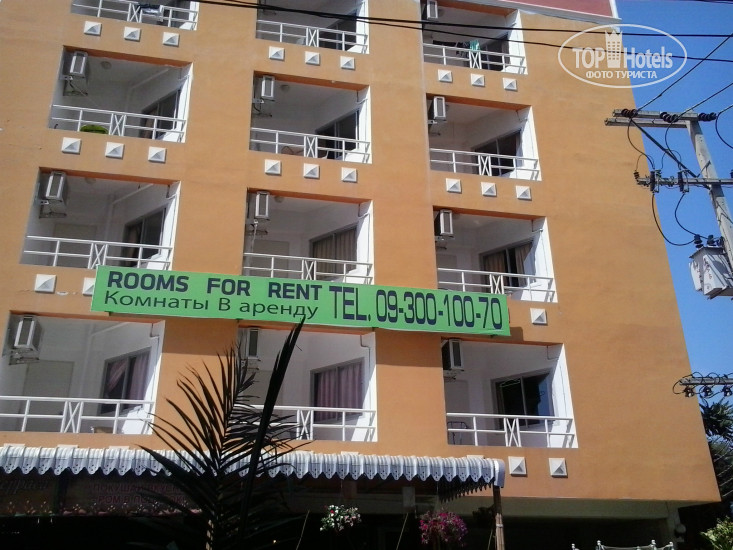 TOP Hotels
ФОТО ТУРИСТА
ROOMS FOR RENT TEL. 09-300-100-70
Комнаты В аренду